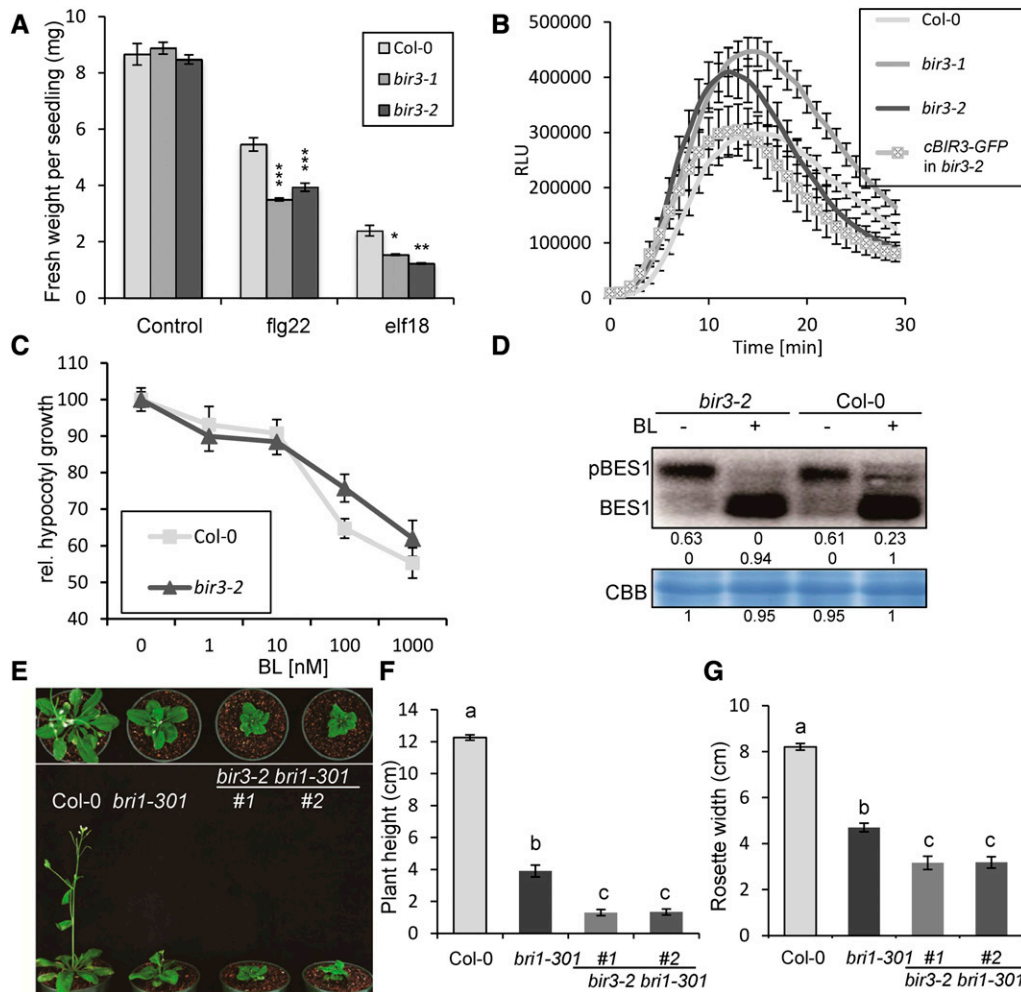 A
Fresh weight per seedling (mg)
10
8
6
4
2
0
Col-0
bir3-1
bir3-2
***
***
*
**
Control flg22 elf18
B
RLU
500000
400000
300000
200000
100000
0
Col-0
bir3-1
bir3-2
cBIR3-GFP
in bir3-2
0 10 20 30
Time [min]
C
rel. hypocotyl growth
110
100
90
80
70
60
50
40
Col-0
bir3-2
0 1 10 100 1000
BL [nM]
D
bir3-2 Col-0
BL - + - +
pBES1
BES1
0.63 0 0.61 0.23
0 0.94 0 1
CBB
1 0.95 0.95 1
E
bir3-2 bri1-301
Col-0 bri1-301 #1 #2
F
Plant height (cm)
14
12
10
8
6
4
2
0
a
b
c
c
Col-0 bri1-301 #1 #2
bir3-2 bri1-301
G
Rosette width (cm)
10
8
6
4
2
0
a
b
c
c
Col-0 bri1-301 #1 #2
bir3-2 bri1-301